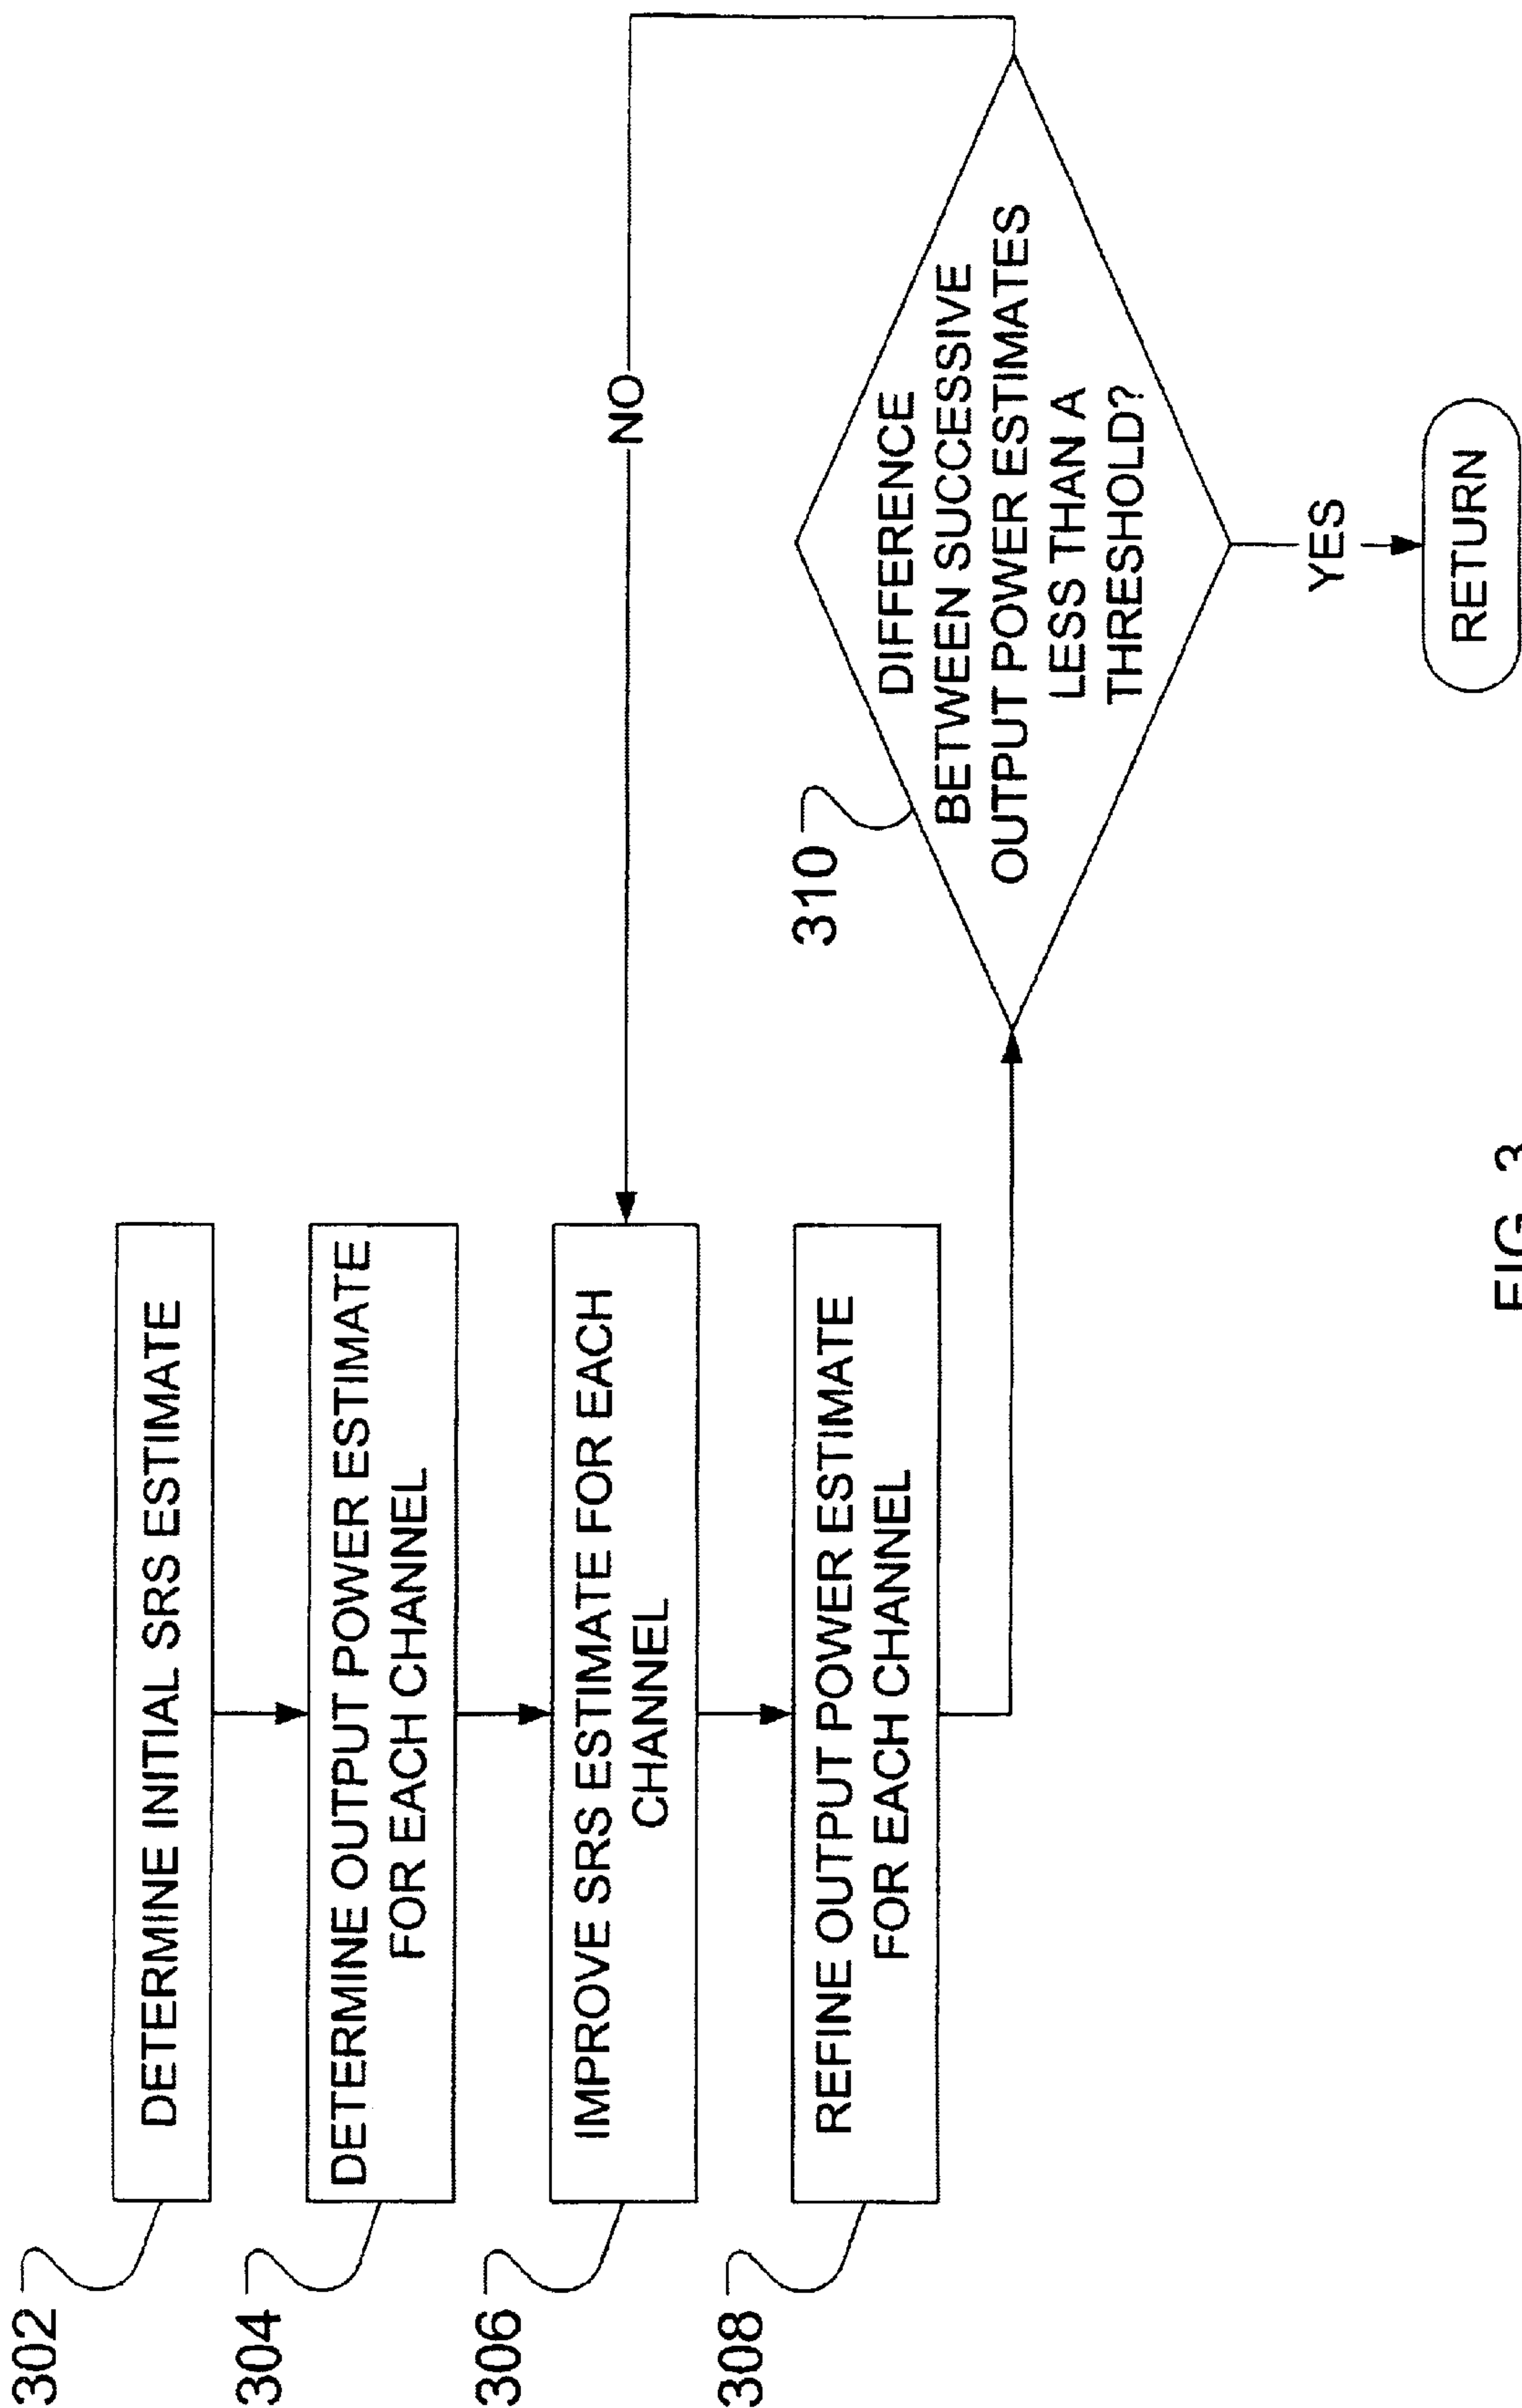 302
DETERMINE INITIAL SRS ESTIMATE
304
DETERMINE OUTPUT POWER ESTIMATE
FOR EACH CHANNEL
306
IMPROVE SRS ESTIMATE FOR EACH
CHANNEL
308
REFINE OUTPUT POWER ESTIMATE
FOR EACH CHANNEL
NO
310
DIFFERENCE
BETWEEN SUCCESSIVE
OUTPUT POWER ESTIMATES
LESS THAN A
THRESHOLD?
YES
RETURN
FIG. 3